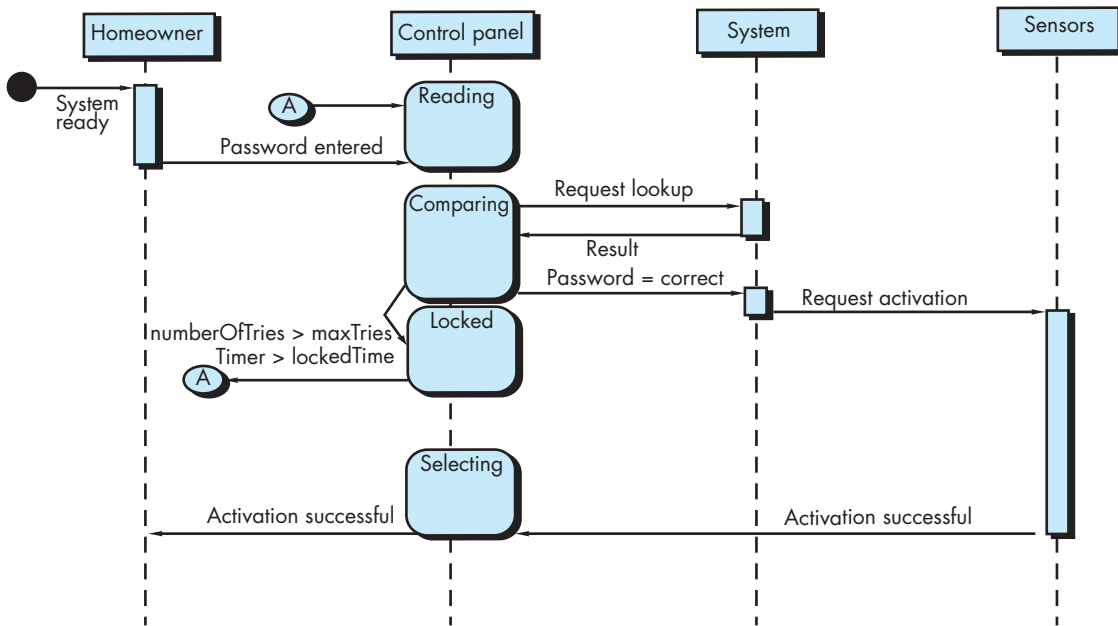 Homeowner
Control panel
System
Sensors
System
ready
A
Reading
Password entered
Comparing
Request lookup
Result
Password = correct
Request activation
Locked
numberOfTries > maxTries
Timer > lockedTime
A
Selecting
Activation successful
Activation successful